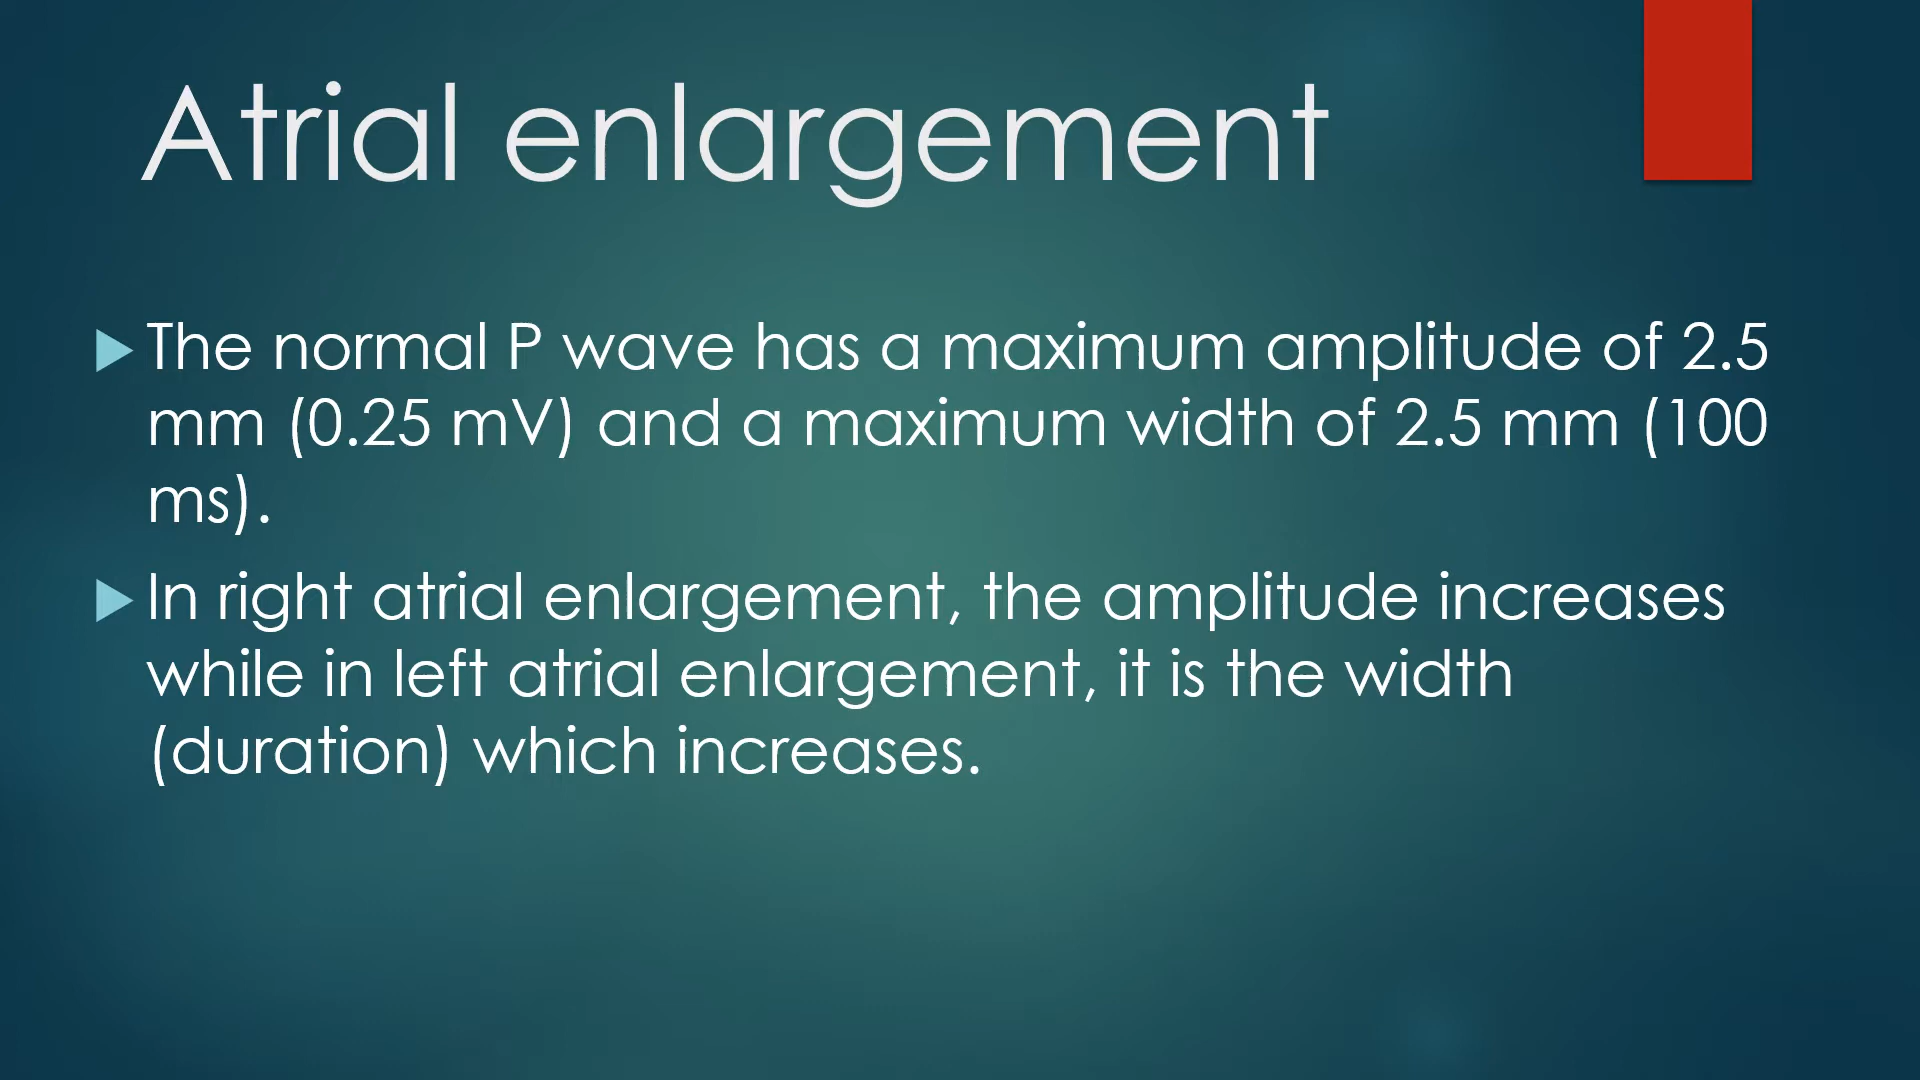 Atrial enlargement
The normal P wave has a maximum amplitude of 2.5
mm (0.25 mV) and a maximum width of 2.5 mm (100
ms).
In right atrial enlargement, the amplitude increases
while in left atrial enlargement, it is the width
(duration) which increases.